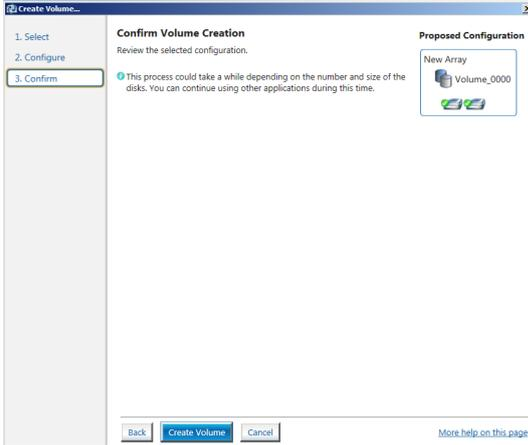 Create Volume...
1. Select
2. Configure
3. Confirm
Confirm Volume Creation
Review the selected configuration.
This process could take a while depending on the number and size of the
disks. You can continue using other applications during this time.
Proposed Configuration
New Array
Volume_0000
Back
Create Volume
Cancel
More help on this page